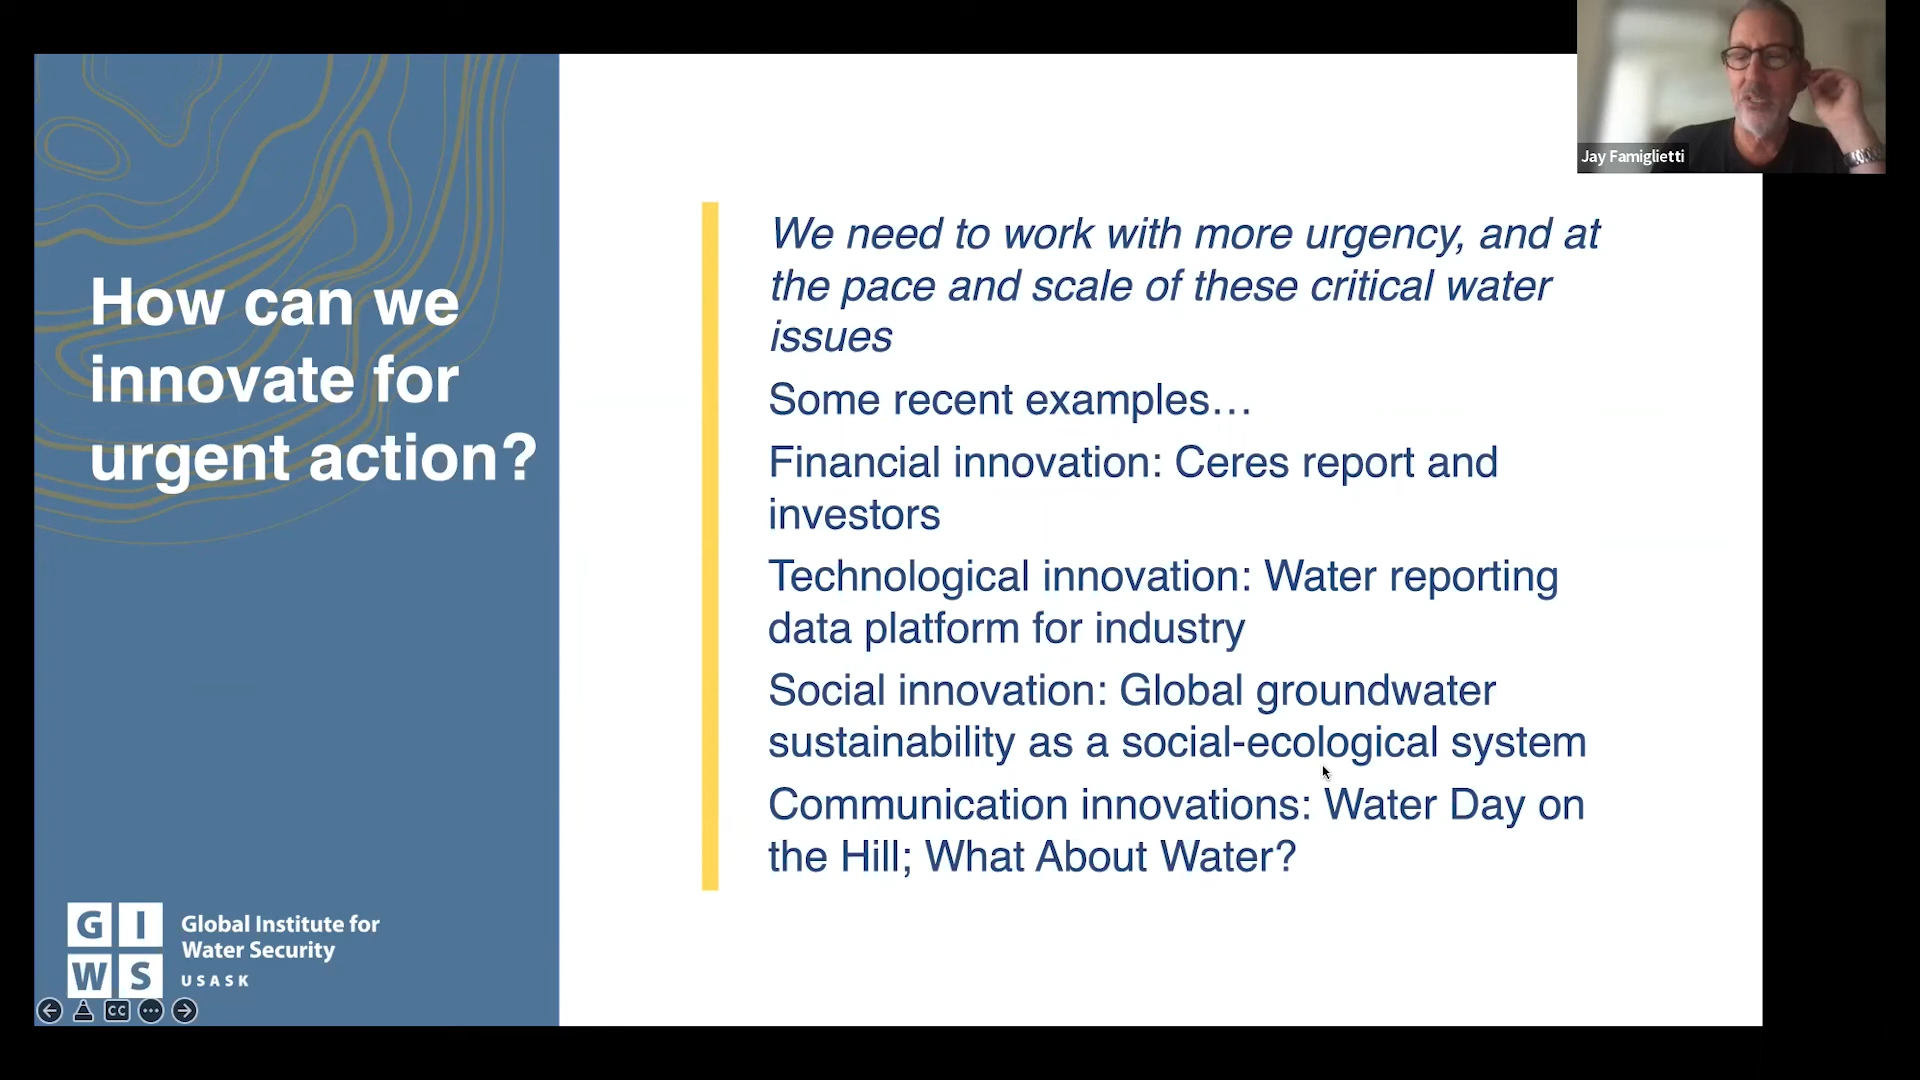 Jay Famiglietti
How can we
innovate for
urgent action?
We need to work with more urgency, and at
the pace and scale of these critical water
issues
Some recent examples…
Financial innovation: Ceres report and
investors
Technological innovation: Water reporting
data platform for industry
Social innovation: Global groundwater
sustainability as a social-ecological system
Communication innovations: Water Day on
the Hill; What About Water?
G I
W S
Global Institute for
Water Security
USASK
CC